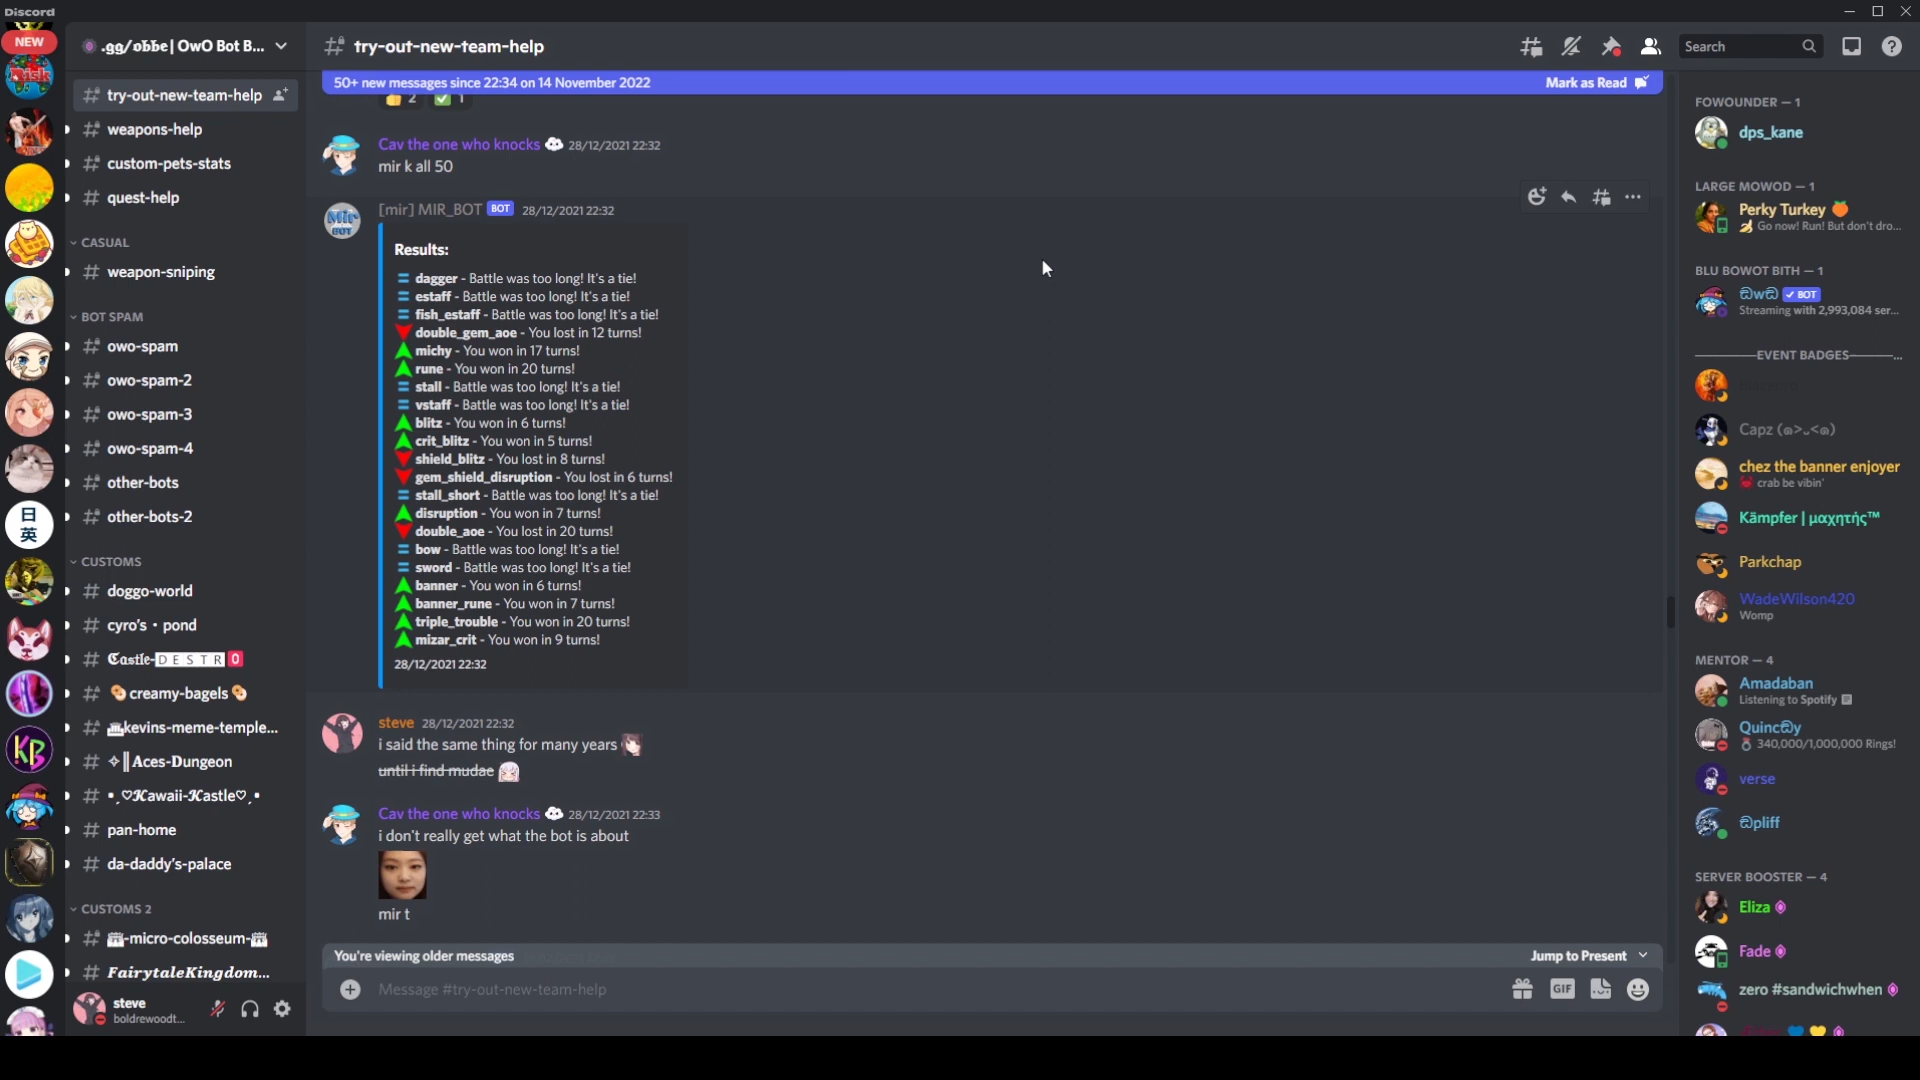 Discord
NEW
Risk
日
英
KB
.gg/obbe | OwO Bot B...
try-out-new-team-help
weapons-help
custom-pets-stats
quest-help
CASUAL
weapon-sniping
BOT SPAM
owo-spam
owo-spam-2
owo-spam-3
owo-spam-4
other-bots
other-bots-2
CUSTOMS
doggo-world
cyro's • pond
Castle-DESTR 0
creamy-bagels
kevins-meme-temple...
✧║Aces-Dungeon
•¸♡Kawaii-Kastle♡¸•
pan-home
da-daddy's-palace
CUSTOMS 2
-micro-colosseum-
FairytaleKingdom...
steve
boldrewoodt...
try-out-new-team-help
Search
50+ new messages since 22:34 on 14 November 2022
Mark as Read
2 1
Cav the one who knocks 28/12/2021 22:32
mir k all 50
Mir BOT
[mir] MIR_BOT BOT 28/12/2021 22:32
Results:
dagger - Battle was too long! It's a tie!
estaff - Battle was too long! It's a tie!
fish_estaff - Battle was too long! It's a tie!
double_gem_aoe - You lost in 12 turns!
michy - You won in 17 turns!
rune - You won in 20 turns!
stall - Battle was too long! It's a tie!
vstaff - Battle was too long! It's a tie!
blitz - You won in 6 turns!
crit_blitz - You won in 5 turns!
shield_blitz - You lost in 8 turns!
gem_shield_disruption - You lost in 6 turns!
stall_short - Battle was too long! It's a tie!
disruption - You won in 7 turns!
double_aoe - You lost in 20 turns!
bow - Battle was too long! It's a tie!
sword - Battle was too long! It's a tie!
banner - You won in 6 turns!
banner_rune - You won in 7 turns!
triple_trouble - You won in 20 turns!
mizar_crit - You won in 9 turns!
28/12/2021 22:32
steve 28/12/2021 22:32
i said the same thing for many years
until i find mudae
Cav the one who knocks 28/12/2021 22:33
i don't really get what the bot is about
mir t
You're viewing older messages
Jump to Present
Message #try-out-new-team-help
GIF
FOWOUNDER — 1
dps_kane
LARGE MOWOD — 1
Perky Turkey
Go now! Run! But don't dro...
BLU BOWOT BITH — 1
ටwට ✓ BOT
Streaming with 2,993,084 ser...
—————EVENT BADGES————...
Capz (๑>ᴗ<๑)
chez the banner enjoyer
crab be vibin'
Kämpfer | μαχητής™
Parkchap
WadeWilson420
Womp
MENTOR — 4
Amadaban
Listening to Spotify
Quincටy
340,000/1,000,000 Rings!
verse
ටpliff
SERVER BOOSTER — 4
Eliza
Fade
zero #sandwichwhen